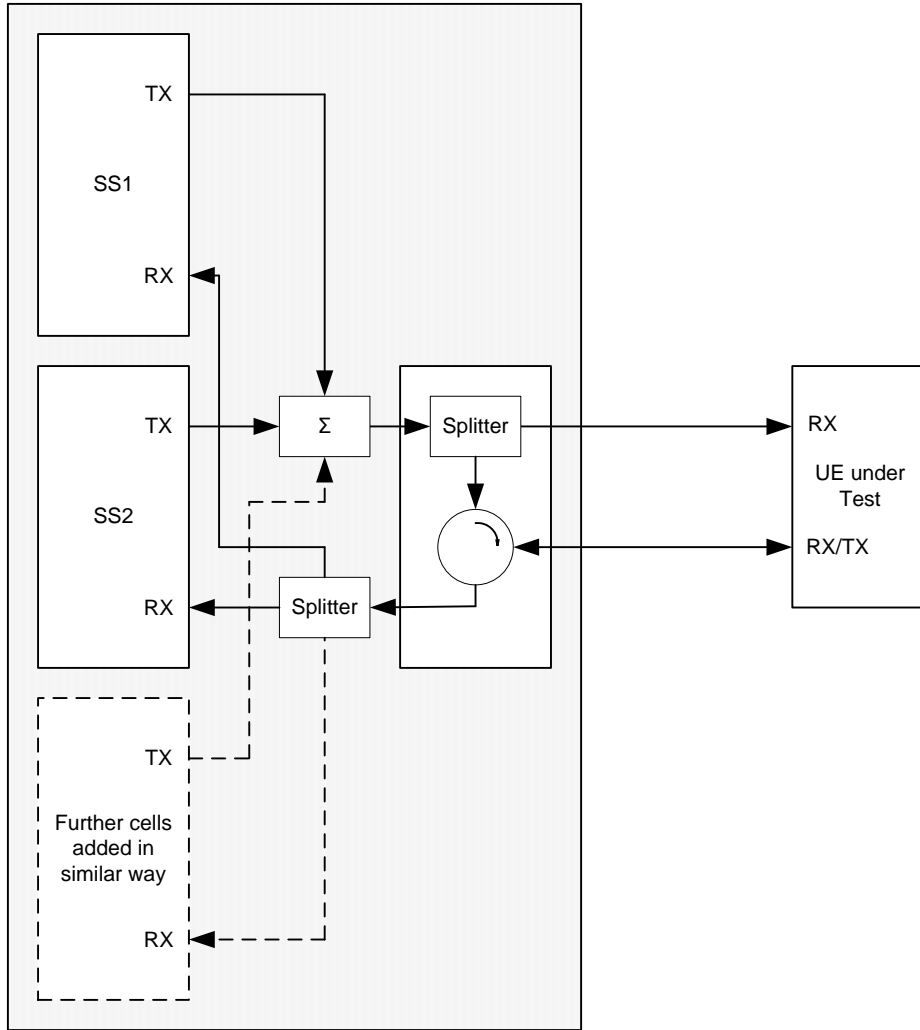 TX
SS1
RX
TX
Σ
Splitter
RX
SS2
UE under
Test
RX/TX
RX
Splitter
TX
Further cells
added in
similar way
RX